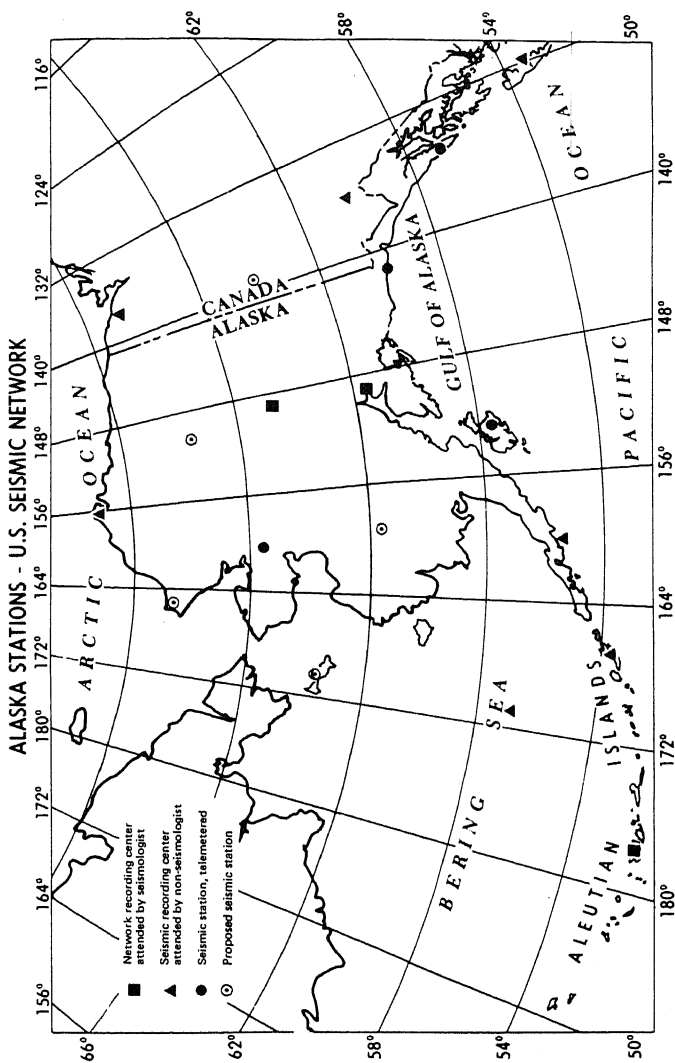 ALASKA STATIONS - U.S. SEISMIC NETWORK
156°
164°
172°
180°
172°
164°
156°
148°
140°
132°
124°
116°
66°
62°
58°
54°
50°
62°
58°
54°
50°
ARCTIC OCEAN
CANADA
ALASKA
GULF OF ALASKA
PACIFIC OCEAN
BERING SEA
ALEUTIAN ISLANDS
Network recording center
attended by seismologist
Seismic recording center
attended by non-seismologist
Seismic station, telemetered
Proposed seismic station
180°
172°
164°
156°
148°
140°